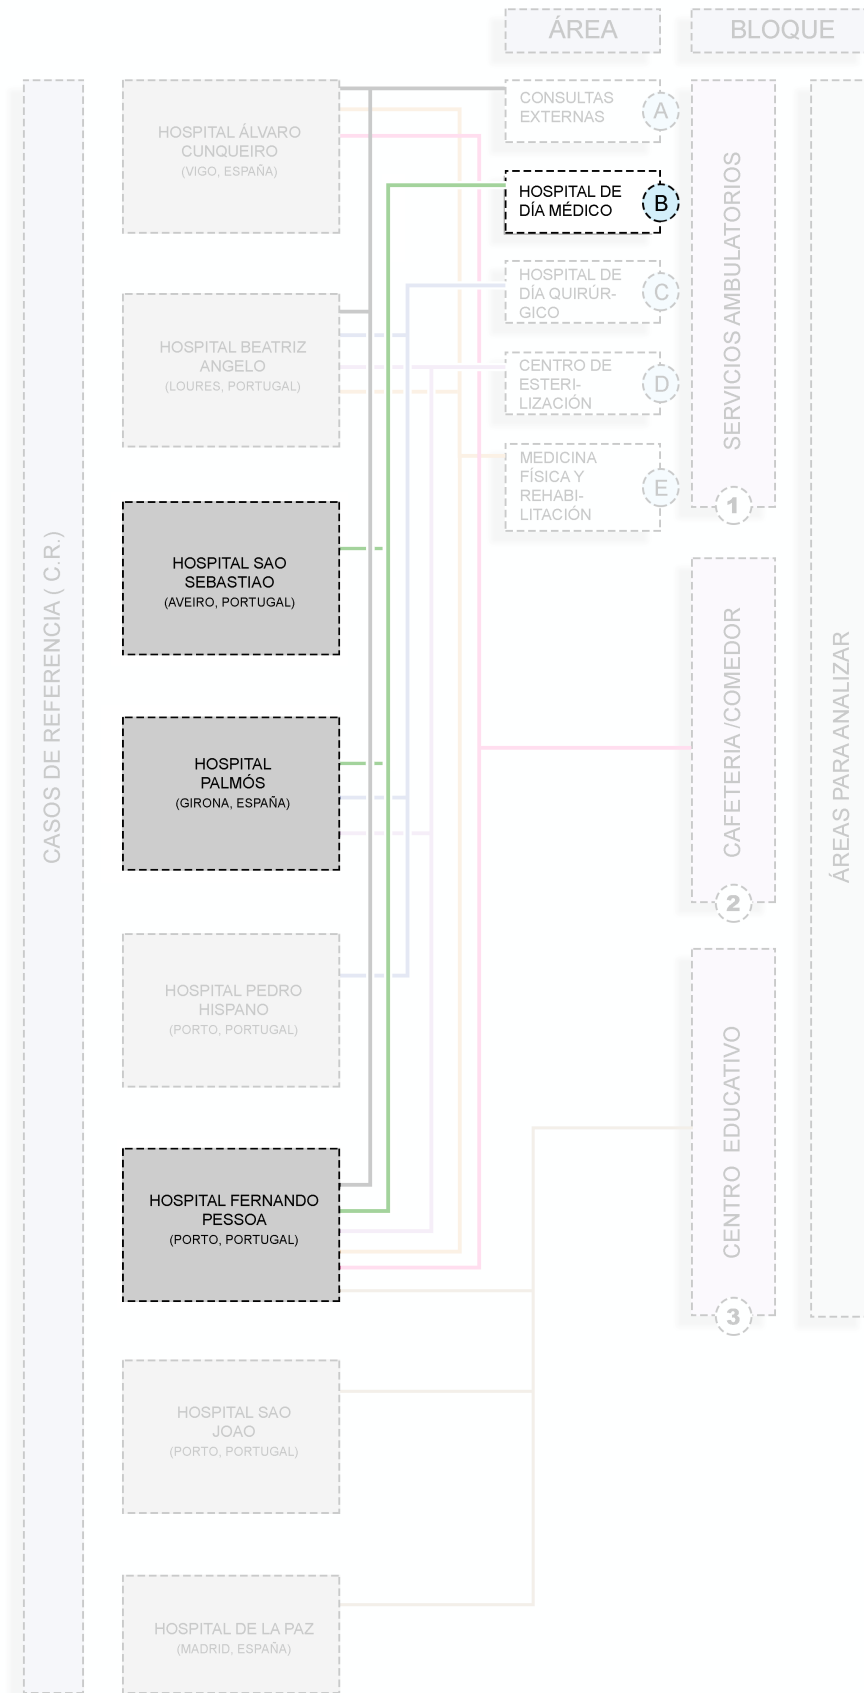 ÁREA
BLOQUE
CASOS DE REFERENCIA ( C.R.)
HOSPITAL ÁLVARO
CUNQUEIRO
(VIGO, ESPAÑA)
HOSPITAL BEATRIZ
ANGELO
(LOURES, PORTUGAL)
HOSPITAL SAO
SEBASTIAO
(AVEIRO, PORTUGAL)
HOSPITAL
PALMÓS
(GIRONA, ESPAÑA)
HOSPITAL PEDRO
HISPANO
(PORTO, PORTUGAL)
HOSPITAL FERNANDO
PESSOA
(PORTO, PORTUGAL)
HOSPITAL SAO
JOAO
(PORTO, PORTUGAL)
HOSPITAL DE LA PAZ
(MADRID, ESPAÑA)
CONSULTAS
EXTERNAS
A
HOSPITAL DE
DÍA MÉDICO
B
HOSPITAL DE
DÍA QUIRÚR-
GICO
C
CENTRO DE
ESTERI-
LIZACIÓN
D
MEDICINA
FÍSICA Y
REHABI-
LITACIÓN
E
SERVICIOS AMBULATORIOS
1
CAFETERIA /COMEDOR
2
CENTRO EDUCATIVO
3
ÁREAS PARA ANALIZAR